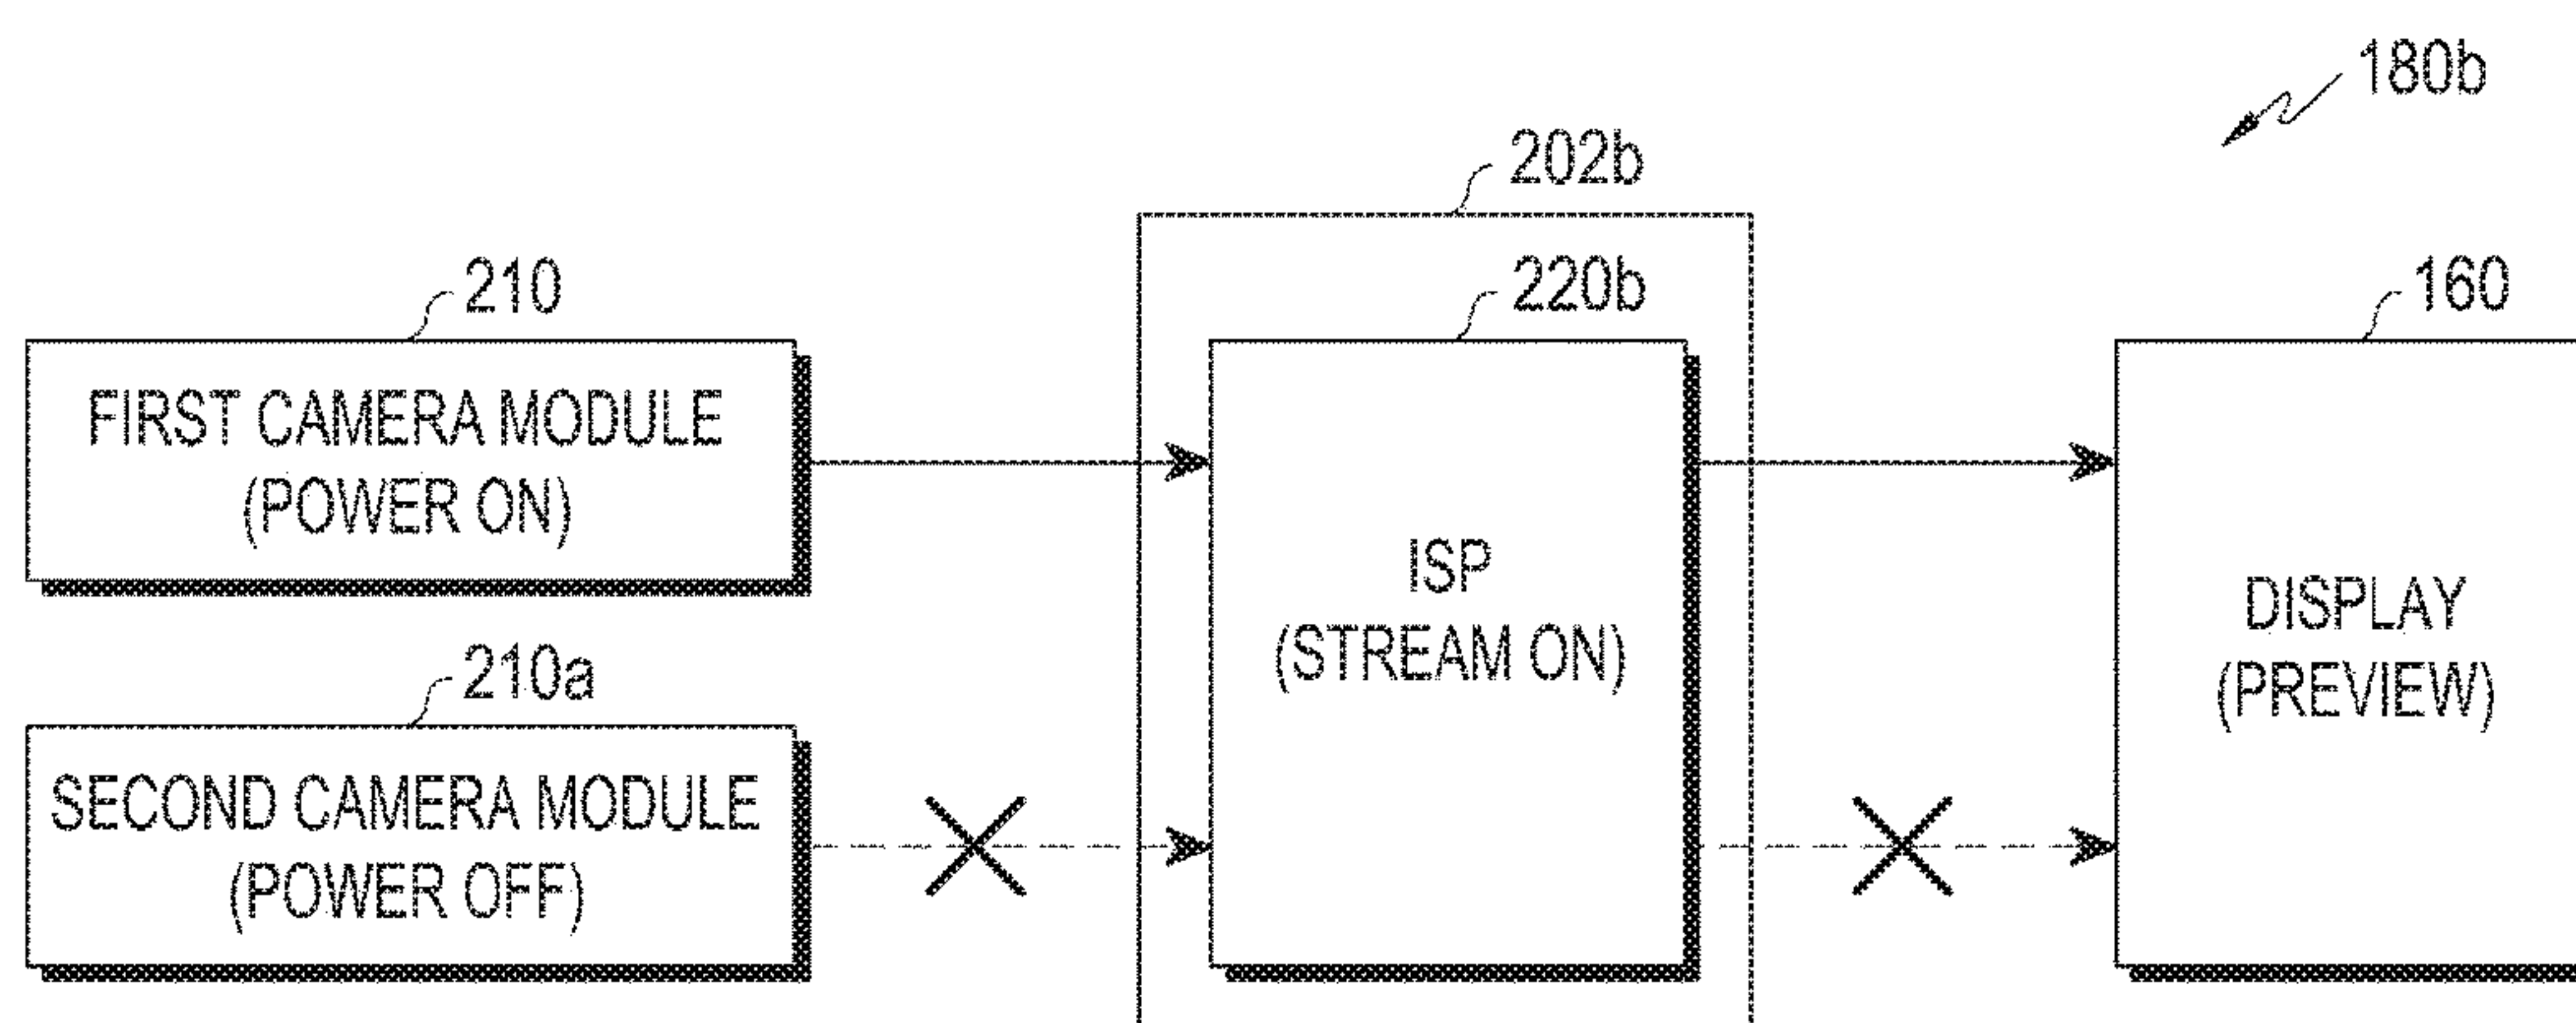 180b
202b
210
220b
160
FIRST CAMERA MODULE
(POWER ON)
ISP
(STREAM ON)
DISPLAY
(PREVIEW)
210a
SECOND CAMERA MODULE
(POWER OFF)